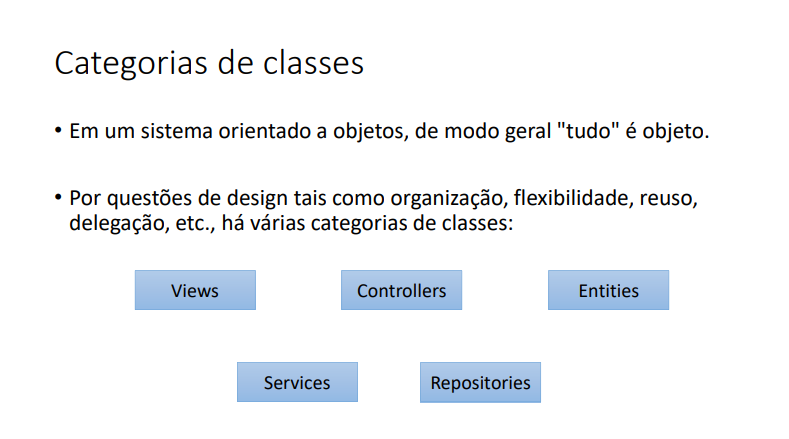 Categorias de classes
• Em um sistema orientado a objetos, de modo geral "tudo" é objeto.
• Por questões de design tais como organização, flexibilidade, reuso,
delegação, etc., há várias categorias de classes:
Views
Controllers
Entities
Services
Repositories